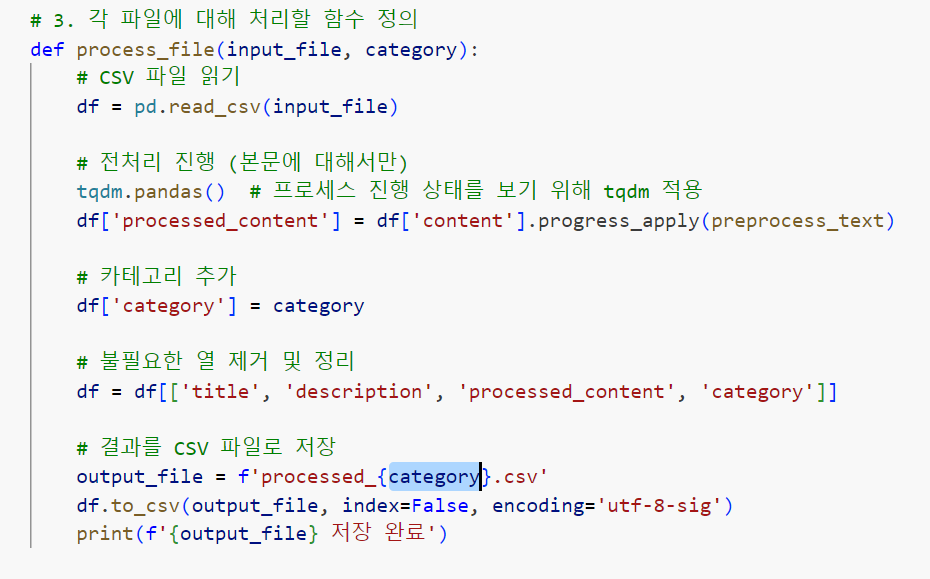 # 3. 각 파일에 대해 처리할 함수 정의
def process_file(input_file, category):
    # CSV 파일 읽기
    df = pd.read_csv(input_file)

    # 전처리 진행 (본문에 대해서만)
    tqdm.pandas()  # 프로세스 진행 상태를 보기 위해 tqdm 적용
    df['processed_content'] = df['content'].progress_apply(preprocess_text)

    # 카테고리 추가
    df['category'] = category

    # 불필요한 열 제거 및 정리
    df = df[['title', 'description', 'processed_content', 'category']]

    # 결과를 CSV 파일로 저장
    output_file = f'processed_{category}.csv'
    df.to_csv(output_file, index=False, encoding='utf-8-sig')
    print(f'{output_file} 저장 완료')